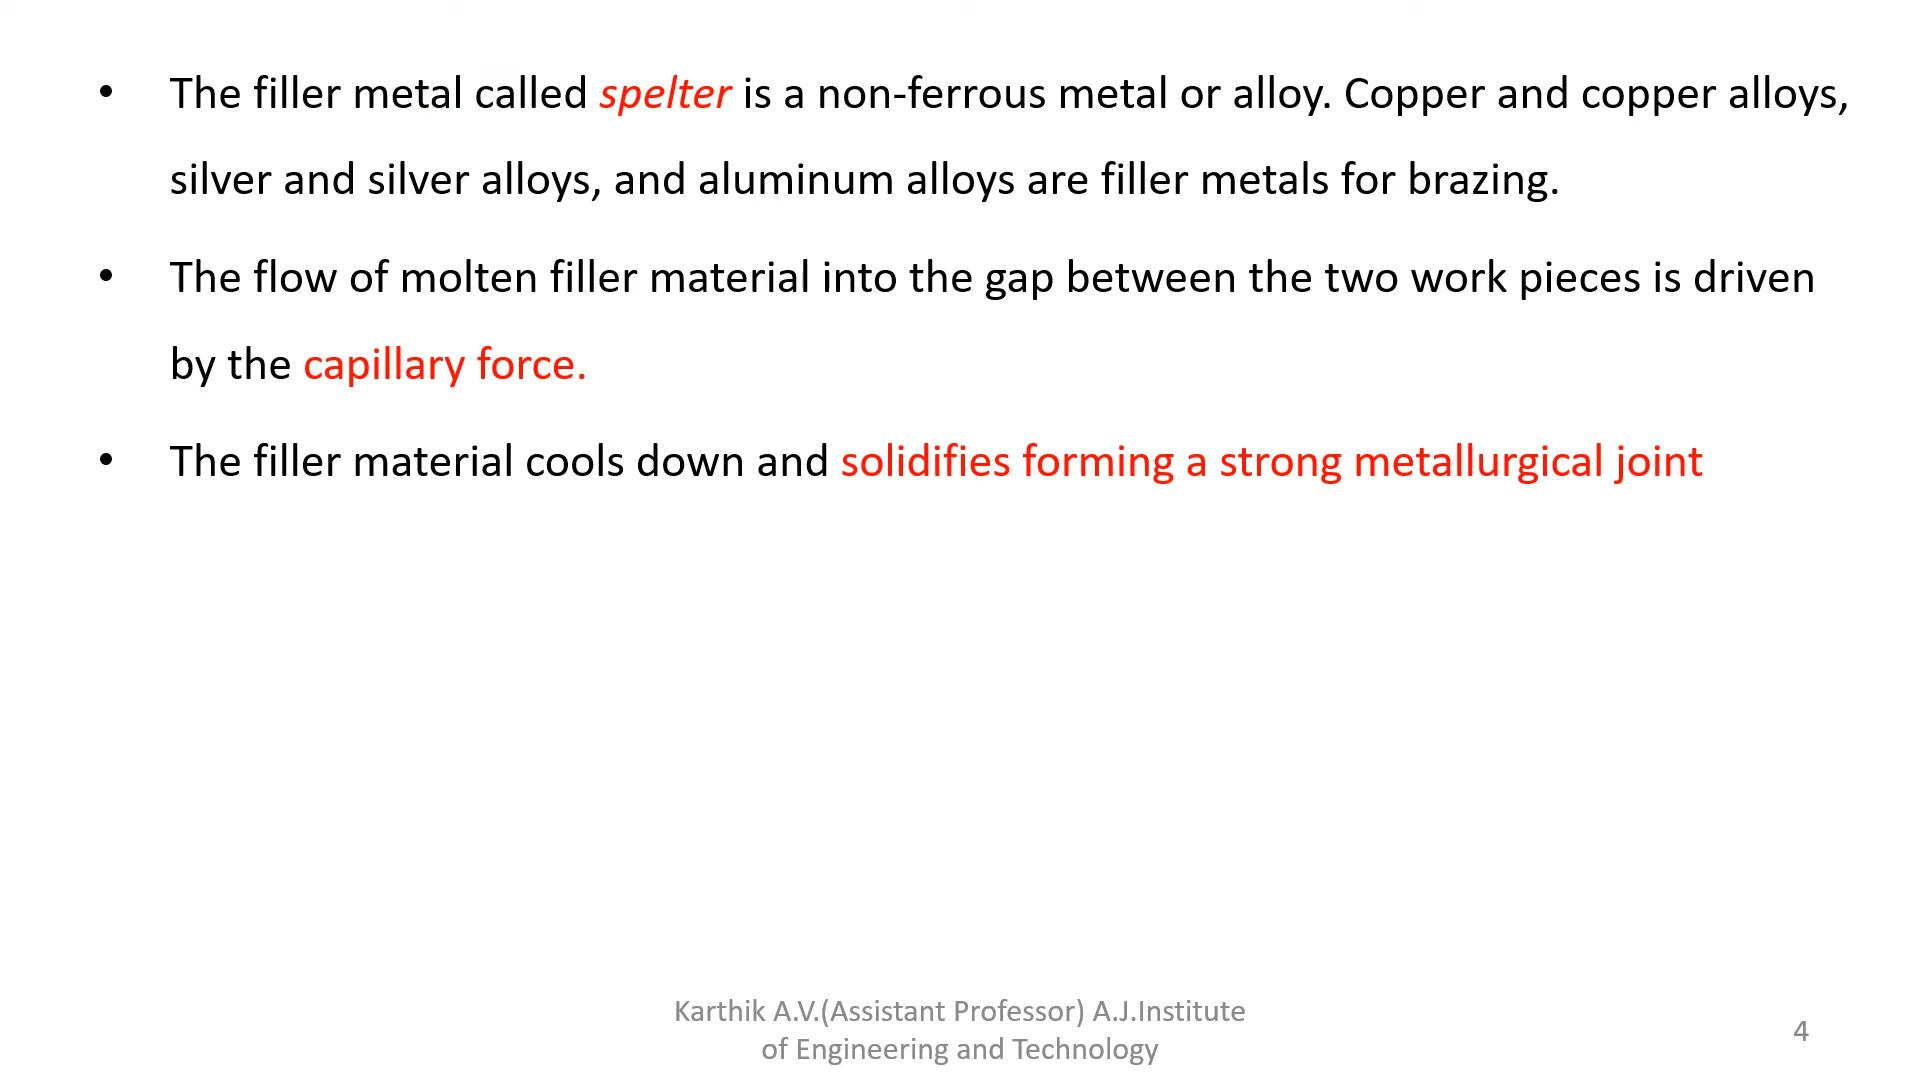 • The filler metal called spelter is a non-ferrous metal or alloy. Copper and copper alloys,
silver and silver alloys, and aluminum alloys are filler metals for brazing.
• The flow of molten filler material into the gap between the two work pieces is driven
by the capillary force.
• The filler material cools down and solidifies forming a strong metallurgical joint
Karthik A.V.(Assistant Professor) A.J.Institute
of Engineering and Technology
4